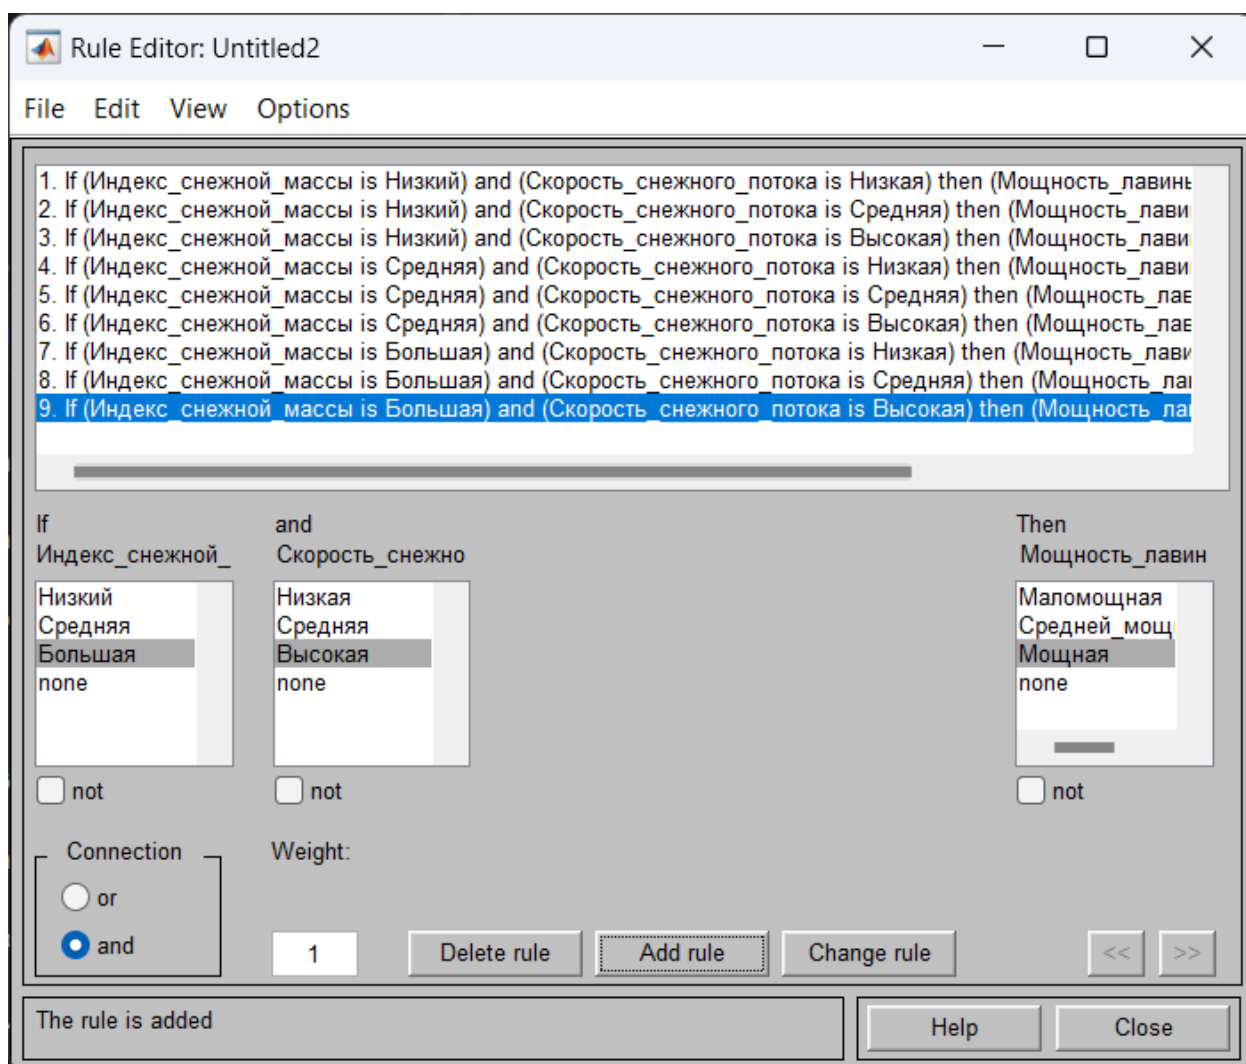 Rule Editor: Untitled2
File Edit View Options
1. If (Индекс_снежной_массы is Низкий) and (Скорость_снежного_потока is Низкая) then (Мощность_лавины
2. If (Индекс_снежной_массы is Низкий) and (Скорость_снежного_потока is Средняя) then (Мощность_лави
3. If (Индекс_снежной_массы is Низкий) and (Скорость_снежного_потока is Высокая) then (Мощность_лави
4. If (Индекс_снежной_массы is Средняя) and (Скорость_снежного_потока is Низкая) then (Мощность_лави
5. If (Индекс_снежной_массы is Средняя) and (Скорость_снежного_потока is Средняя) then (Мощность_лав
6. If (Индекс_снежной_массы is Средняя) and (Скорость_снежного_потока is Высокая) then (Мощность_лав
7. If (Индекс_снежной_массы is Большая) and (Скорость_снежного_потока is Низкая) then (Мощность_лави
8. If (Индекс_снежной_массы is Большая) and (Скорость_снежного_потока is Средняя) then (Мощность_лав
9. If (Индекс_снежной_массы is Большая) and (Скорость_снежного_потока is Высокая) then (Мощность_лав
If and Then
Индекс_снежной_ Скорость_снежно Мощность_лавин
Низкий Низкая Маломощная
Средняя Средняя Средней_мощ
Большая Высокая Мощная
none none none
not not not
Connection Weight:
or
and 1 Delete rule Add rule Change rule << >>
The rule is added Help Close